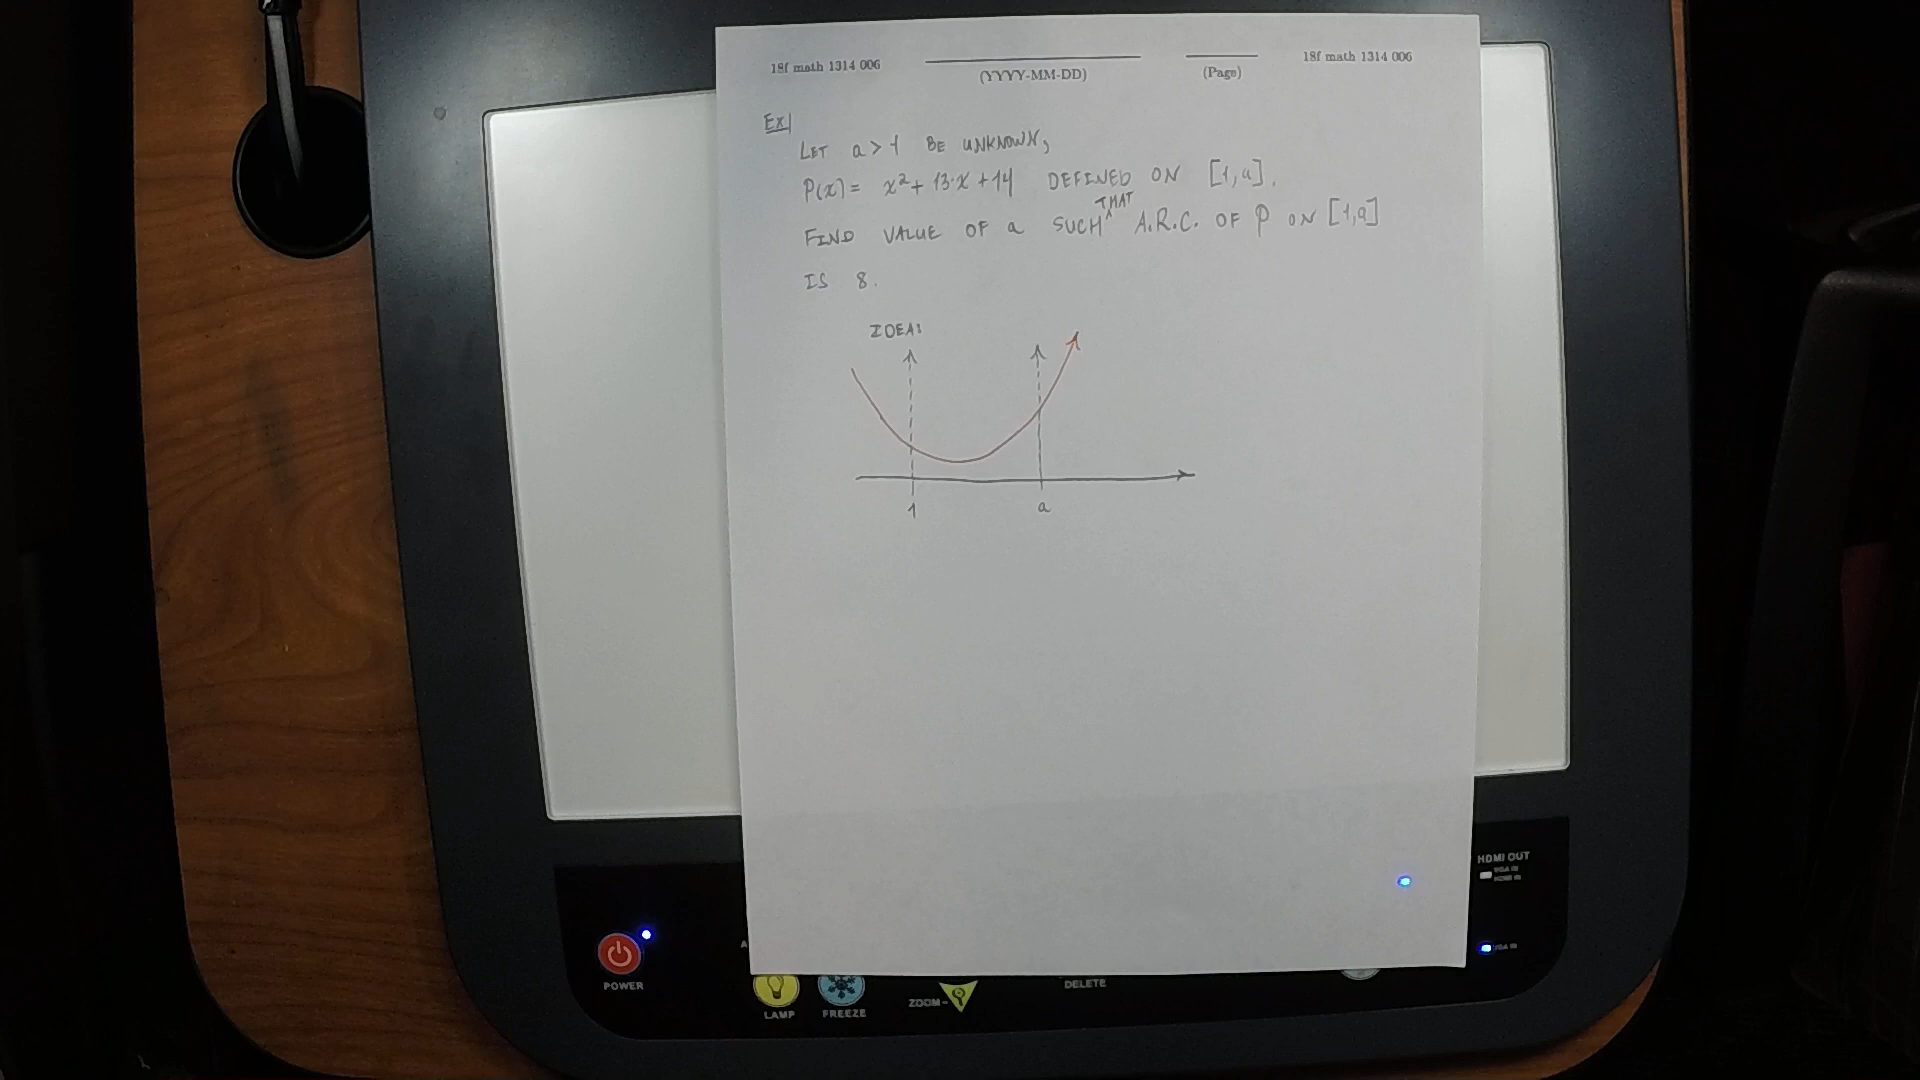 18f math 1314 006 (YYYY-MM-DD) (Page) 18f math 1314 006
Ex|
LET a > 1 BE UNKNOWN,
P(x) = x² + 13·x + 14 DEFINED ON [1,a].
FIND VALUE OF a SUCH THAT A.R.C. OF P ON [1,a]
IS 8.
IDEA:
1 a
HDMI OUT
VGA IN
POWER
LAMP
FREEZE
ZOOM-
DELETE